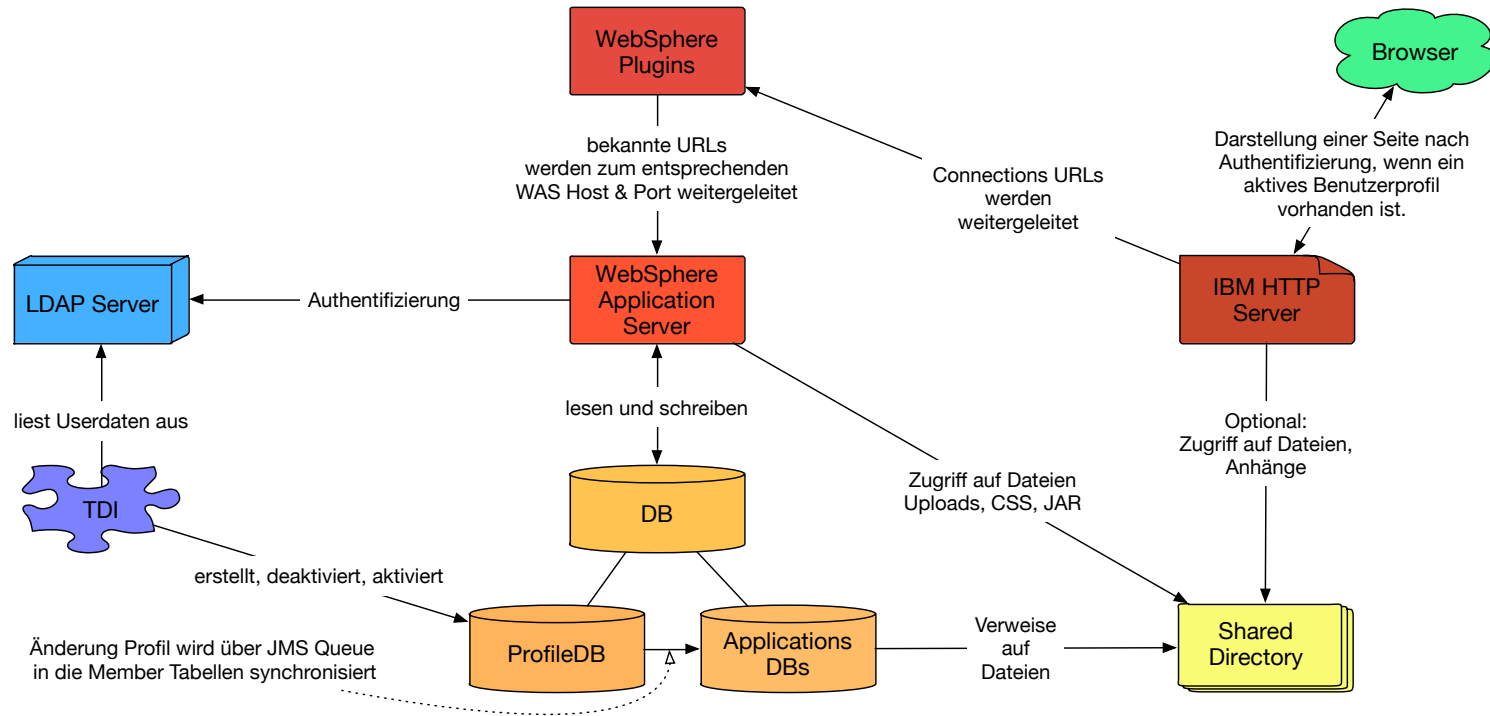 WebSphere
Plugins
Browser
bekannte URLs
werden zum entsprechenden
WAS Host & Port weitergeleitet
Connections URLs
werden
weitergeleitet
Darstellung einer Seite nach
Authentifizierung, wenn ein
aktives Benutzerprofil
vorhanden ist.
LDAP Server
Authentifizierung
WebSphere
Application
Server
IBM HTTP
Server
liest Userdaten aus
lesen und schreiben
Optional:
Zugriff auf Dateien,
Anhänge
TDI
DB
Zugriff auf Dateien
Uploads, CSS, JAR
erstellt, deaktiviert, aktiviert
Änderung Profil wird über JMS Queue
in die Member Tabellen synchronisiert
ProfileDB
Applications
DBs
Verweise
auf
Dateien
Shared
Directory